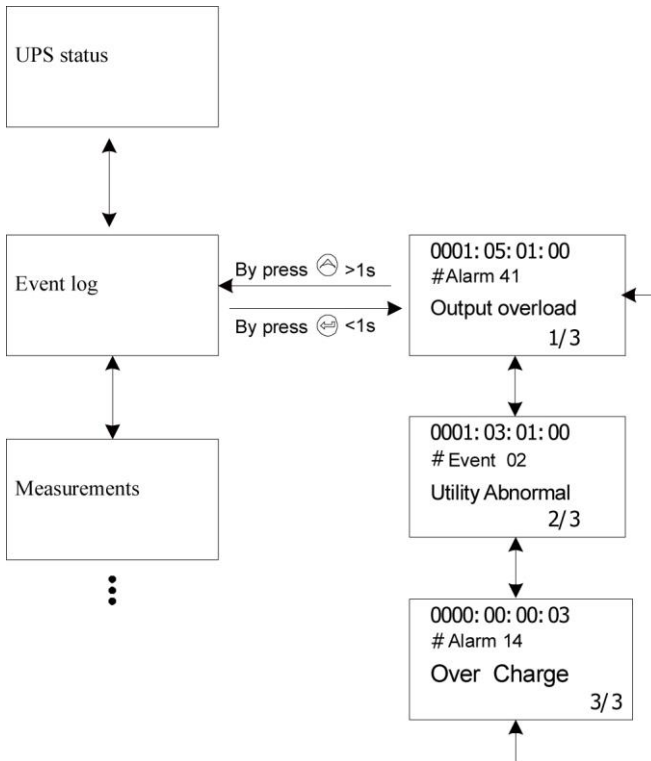 UPS status
Event log
By press >1s
By press <1s
0001:05:01:00
#Alarm 41
Output overload
1/3
0001:03:01:00
# Event 02
Utility Abnormal
2/3
Measurements
0000:00:00:03
# Alarm 14
Over Charge
3/3